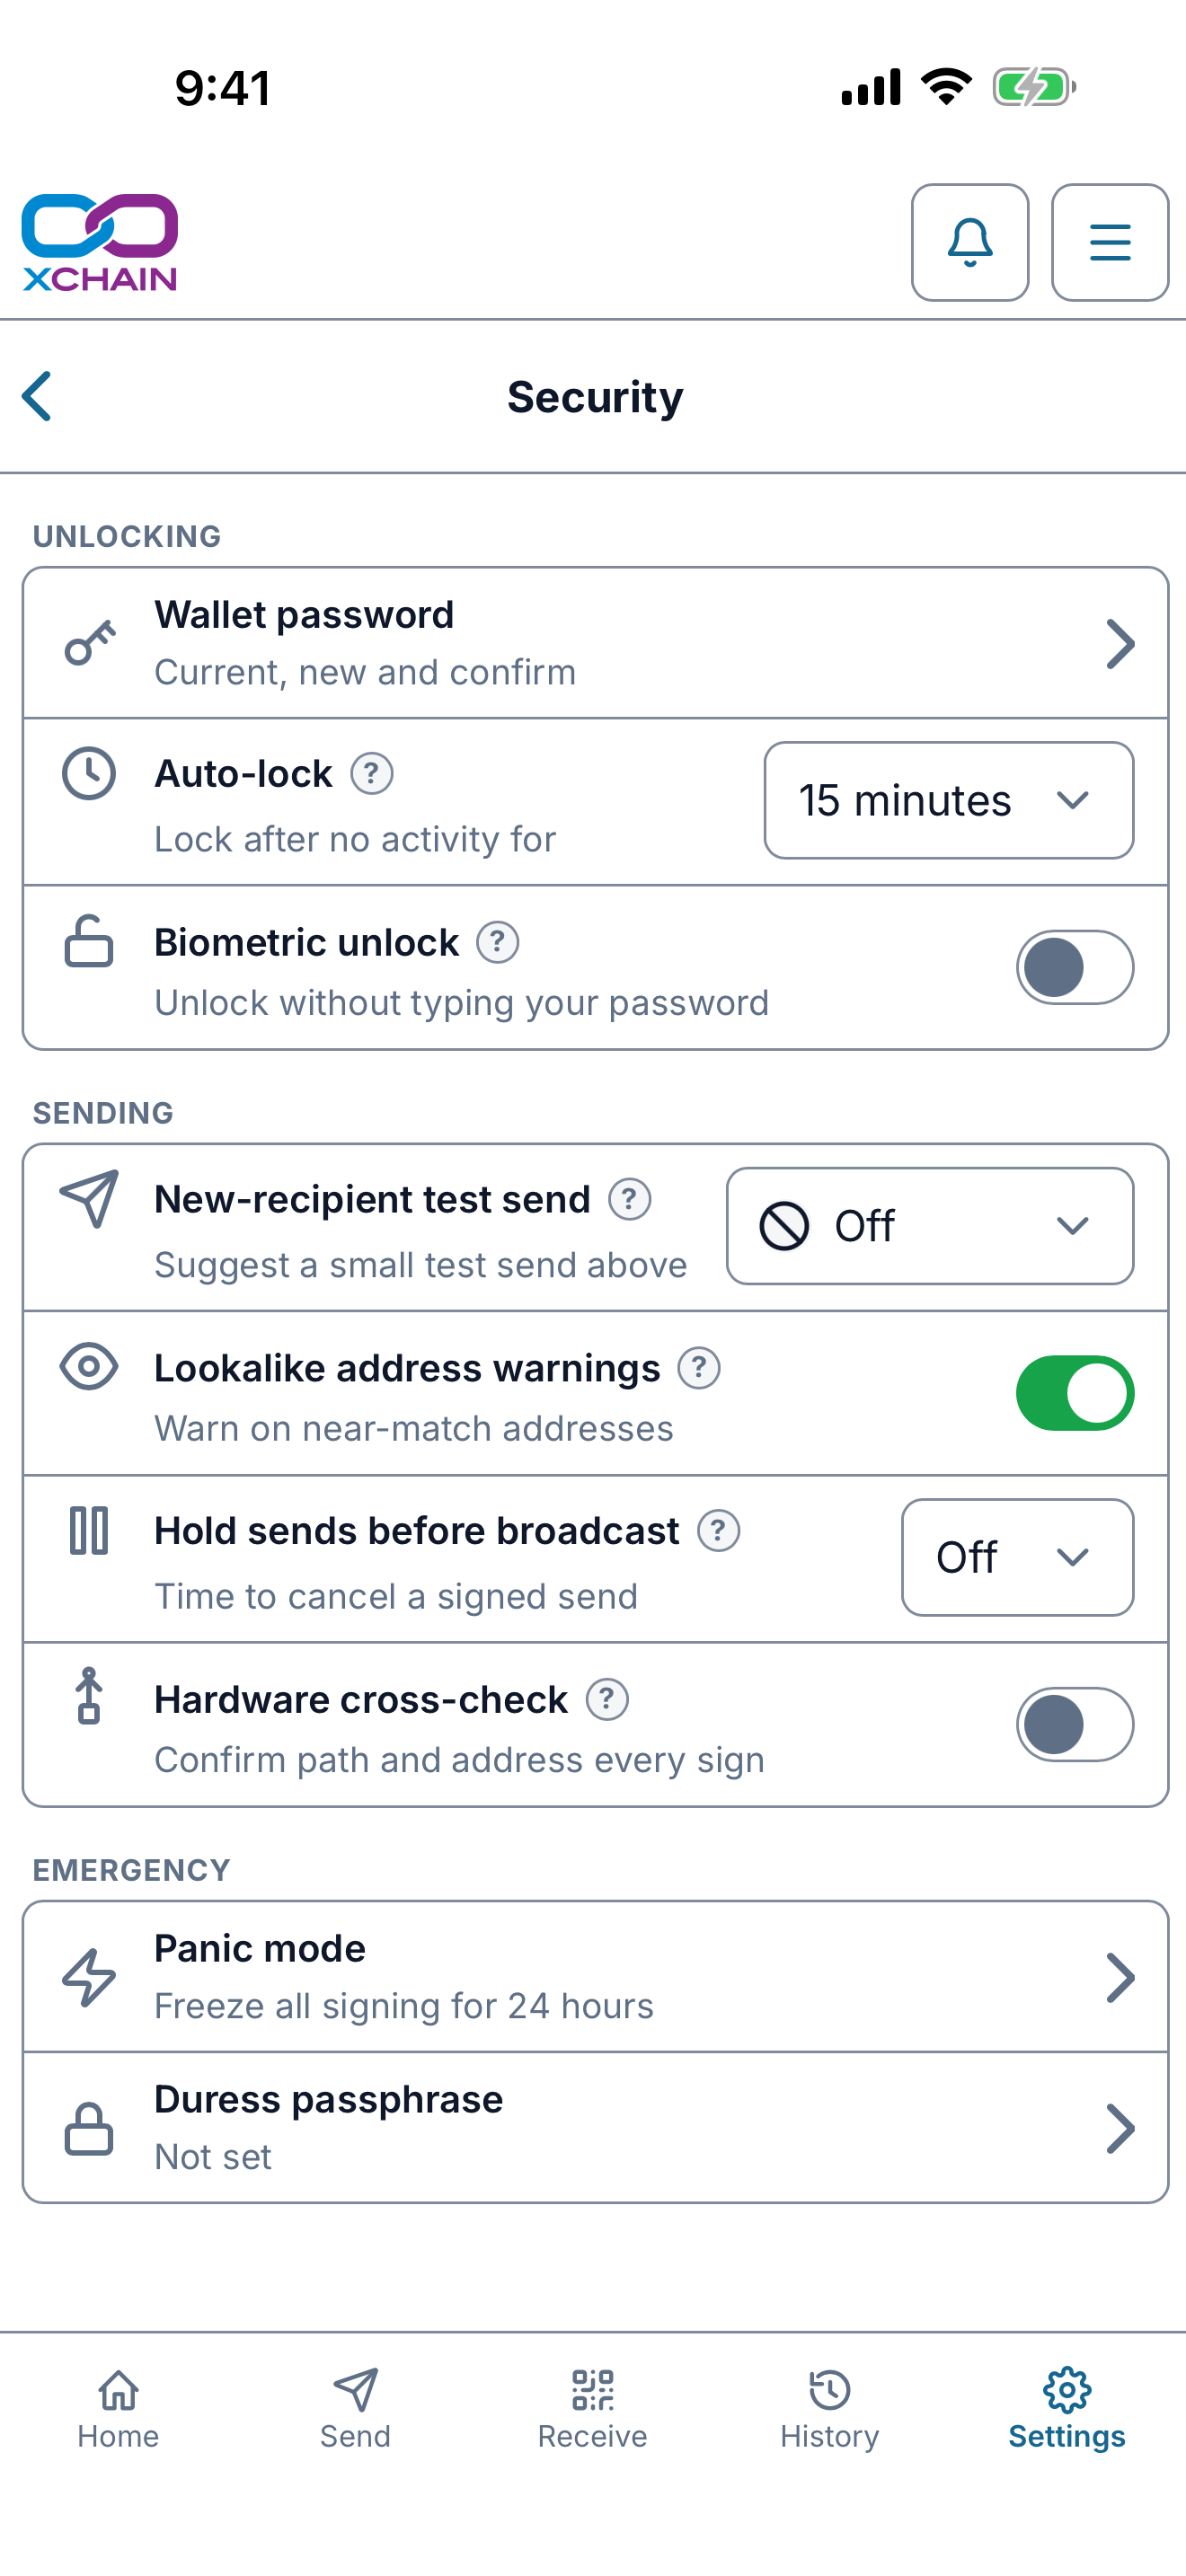 9:41
XCHAIN
Security
UNLOCKING
Wallet password
Current, new and confirm
Auto-lock ?
Lock after no activity for
15 minutes
Biometric unlock ?
Unlock without typing your password
SENDING
New-recipient test send ?
Suggest a small test send above
Off
Lookalike address warnings ?
Warn on near-match addresses
Hold sends before broadcast ?
Time to cancel a signed send
Off
Hardware cross-check ?
Confirm path and address every sign
EMERGENCY
Panic mode
Freeze all signing for 24 hours
Duress passphrase
Not set
Home
Send
Receive
History
Settings